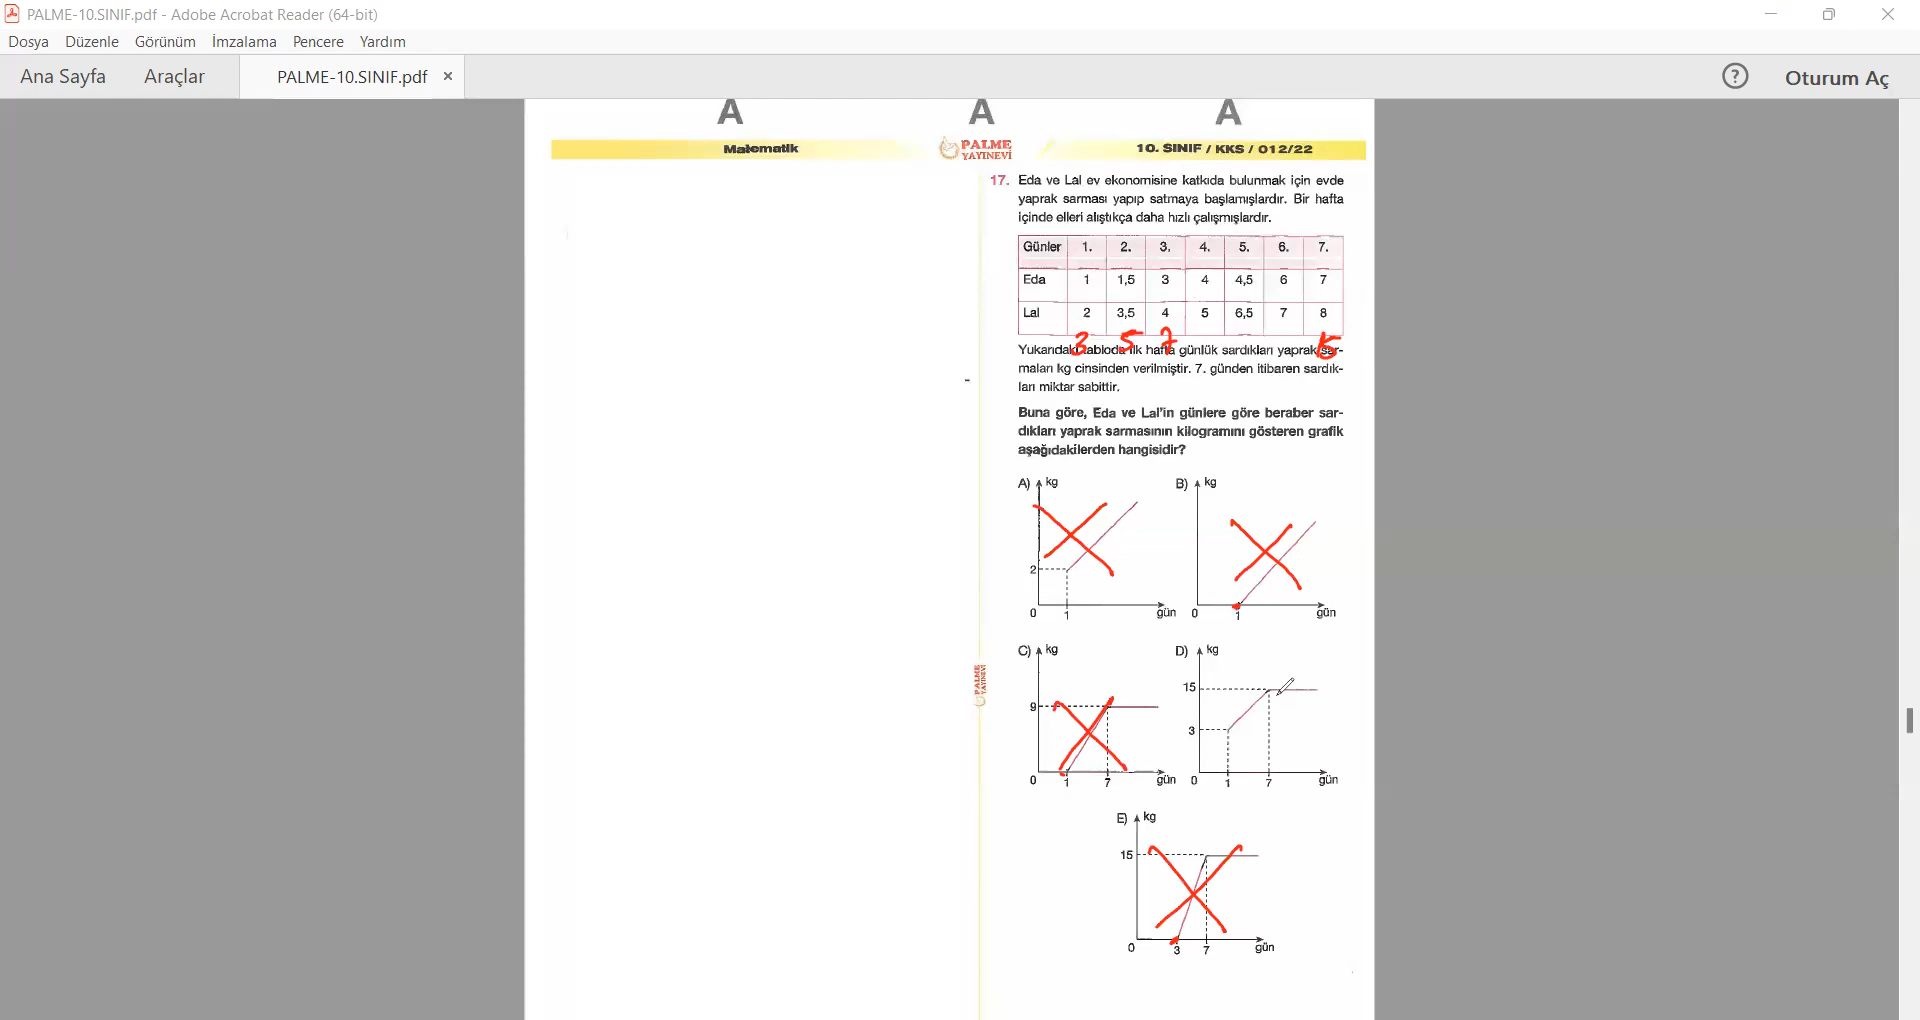 PALME-10.SINIF.pdf - Adobe Acrobat Reader (64-bit)
Dosya Düzenle Görünüm İmzalama Pencere Yardım
Ana Sayfa Araçlar PALME-10.SINIF.pdf × ? Oturum Aç
A A A
Matematik PALME YAYINEVİ 10. SINIF / KKS / 012/22
17. Eda ve Lal ev ekonomisine katkıda bulunmak için evde
yaprak sarması yapıp satmaya başlamışlardır. Bir hafta
içinde elleri alıştıkça daha hızlı çalışmışlardır.
Günler 1. 2. 3. 4. 5. 6. 7.
Eda 1 1,5 3 4 4,5 6 7
Lal 2 3,5 4 5 6,5 7 8
3 5 7 15
Yukarıdaki tabloda ilk hafta günlük sardıkları yaprak sar-
maları kg cinsinden verilmiştir. 7. günden itibaren sardık-
ları miktar sabittir.
Buna göre, Eda ve Lal'in günlere göre beraber sar-
dıkları yaprak sarmasının kilogramını gösteren grafik
aşağıdakilerden hangisidir?
A) kg B) kg
2
0 1 gün 0 1 gün
PALME YAYINEVİ
C) kg D) kg
9 15
3
0 1 7 gün 0 1 7 gün
E) kg
15
0 3 7 gün